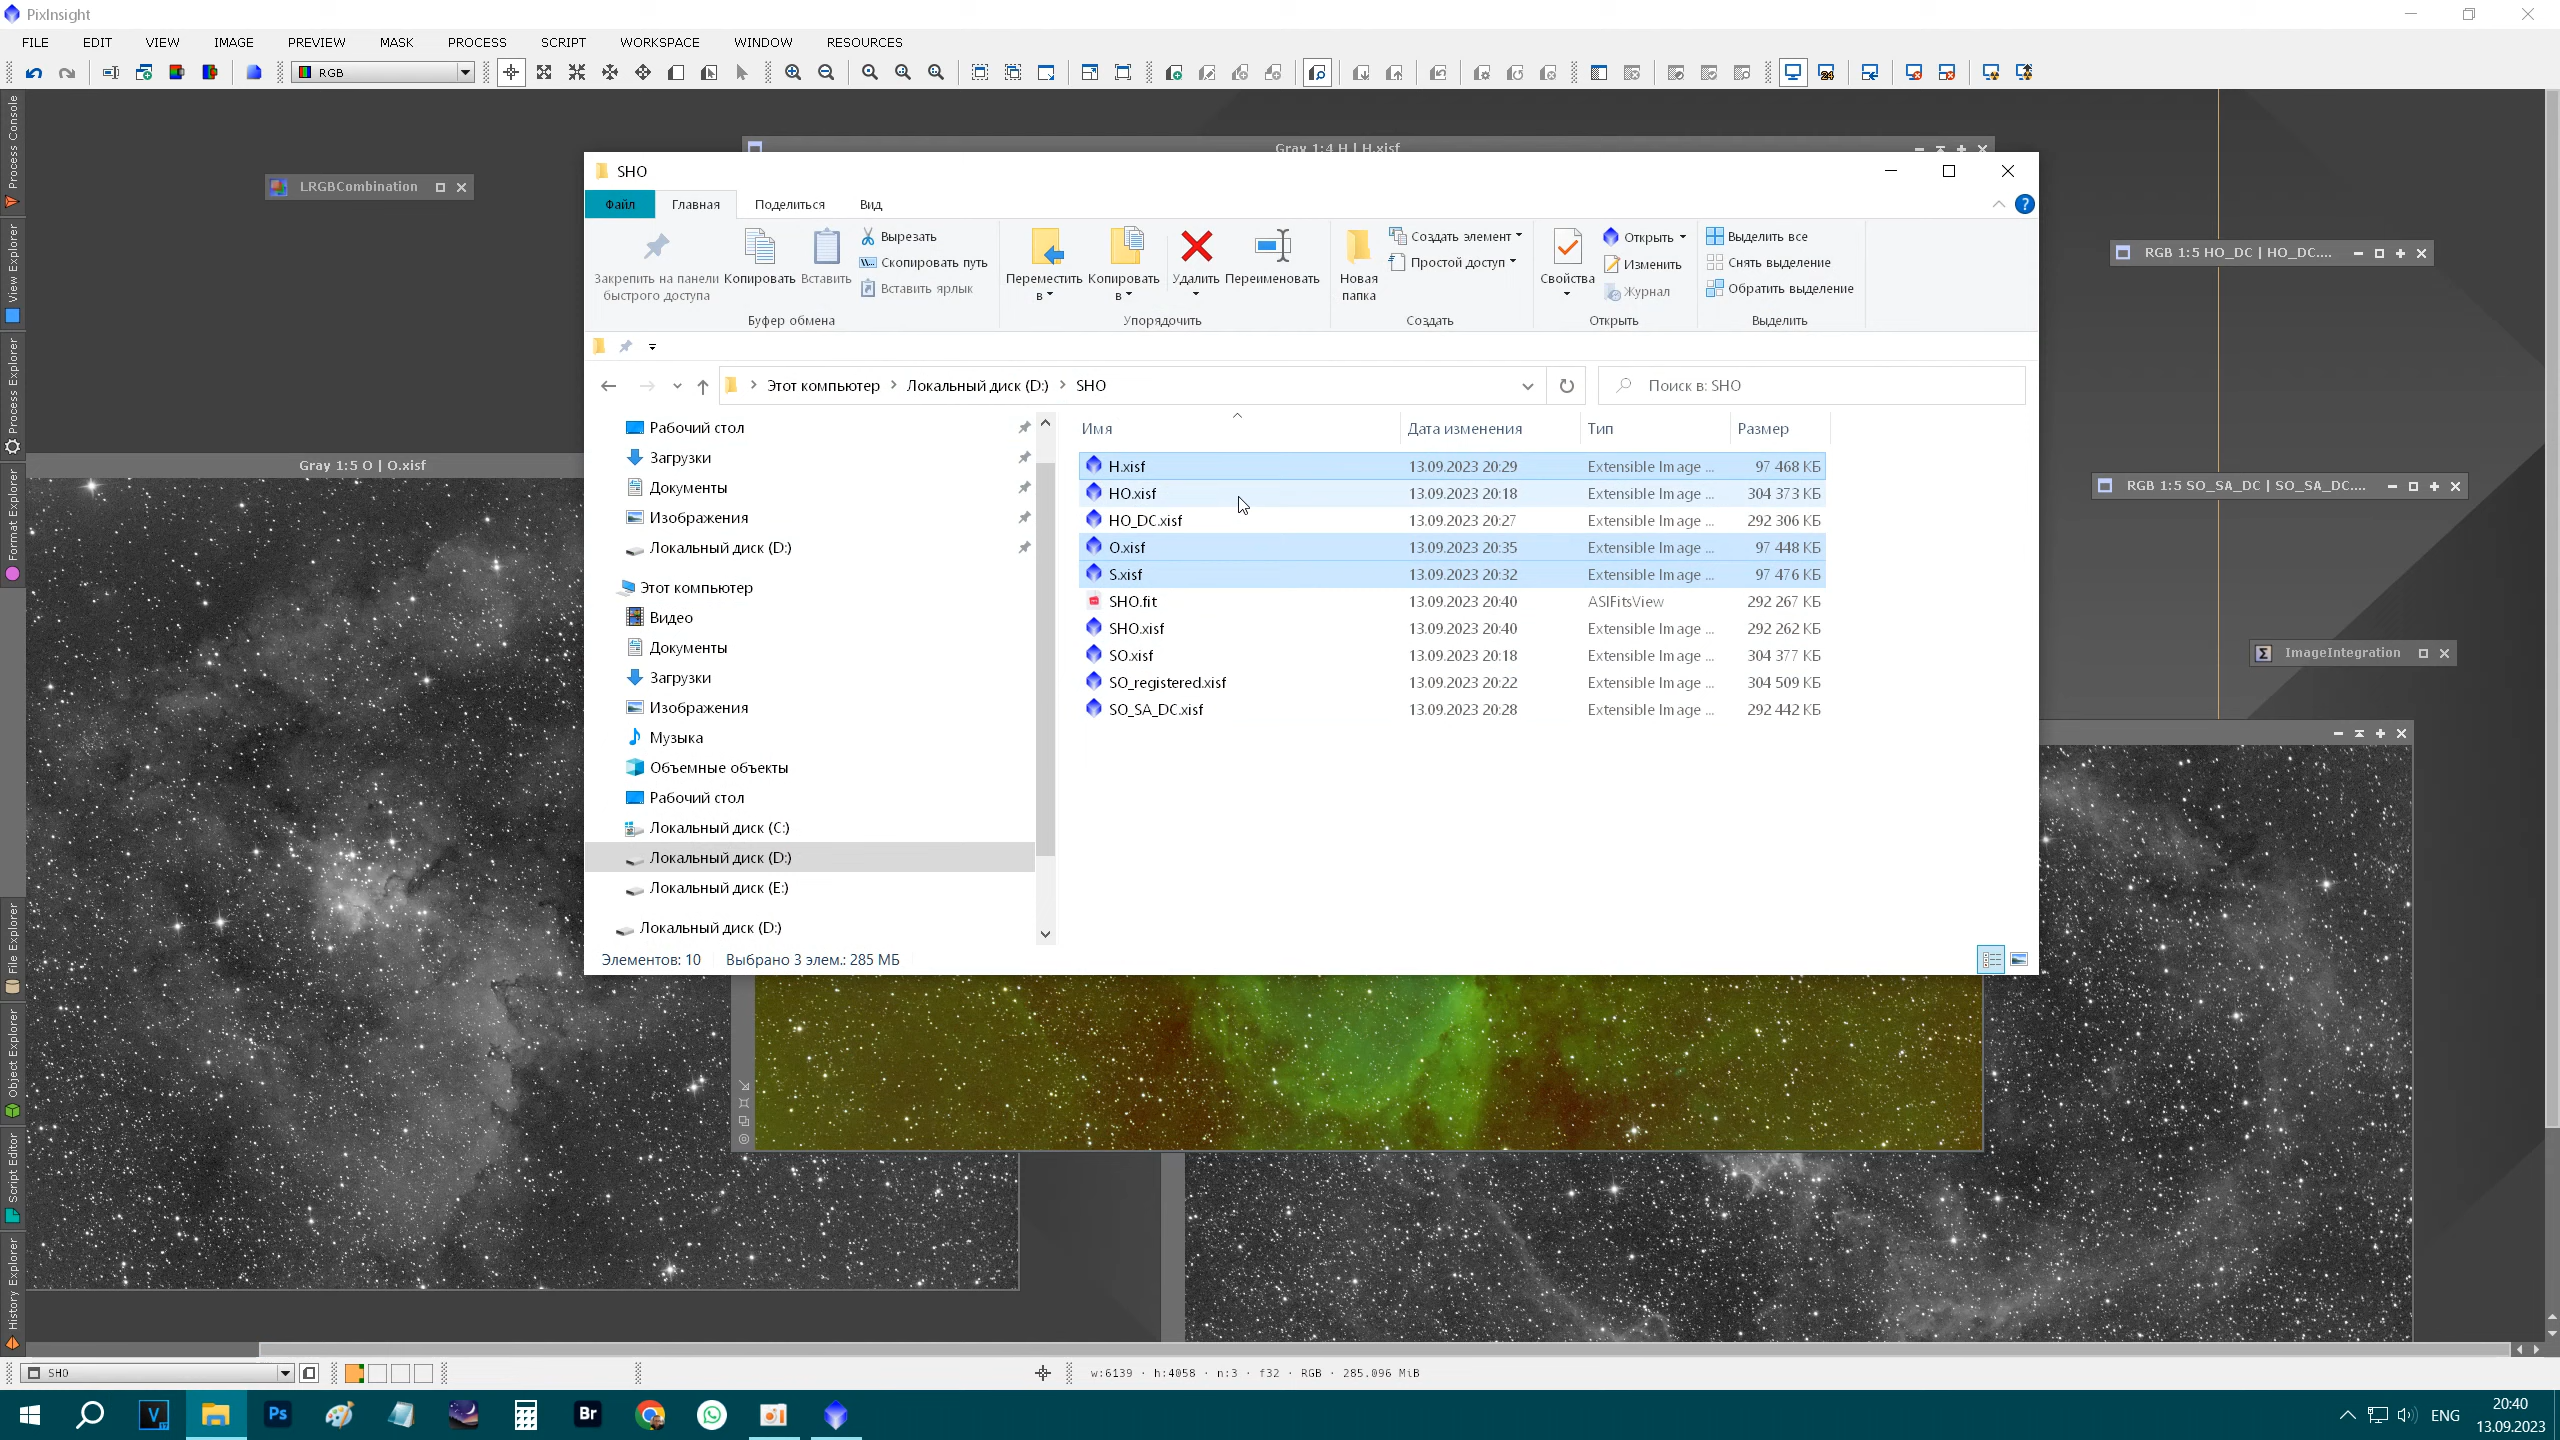 PixInsight
FILE EDIT VIEW IMAGE PREVIEW MASK PROCESS SCRIPT WORKSPACE WINDOW RESOURCES
RGB
24
Process Console
View Explorer
Process Explorer
Format Explorer
File Explorer
Object Explorer
Script Editor
History Explorer
LRGBCombination
Gray 1:4 H | H.xisf
RGB 1:5 HO_DC | HO_DC....
RGB 1:5 SO_SA_DC | SO_SA_DC....
ImageIntegration
Gray 1:5 O | O.xisf
SHO
Файл Главная Поделиться Вид
Закрепить на панели быстрого доступа
Копировать
Вставить
Вырезать
Скопировать путь
Вставить ярлык
Буфер обмена
Переместить в
Копировать в
Удалить
Переименовать
Упорядочить
Новая папка
Создать элемент
Простой доступ
Создать
Свойства
Открыть
Изменить
Журнал
Открыть
Выделить все
Снять выделение
Обратить выделение
Выделить
Этот компьютер > Локальный диск (D:) > SHO
Поиск в: SHO
Рабочий стол
Загрузки
Документы
Изображения
Локальный диск (D:)
Этот компьютер
Видео
Документы
Загрузки
Изображения
Музыка
Объемные объекты
Рабочий стол
Локальный диск (C:)
Локальный диск (D:)
Локальный диск (E:)
Локальный диск (D:)
Имя Дата изменения Тип Размер
H.xisf 13.09.2023 20:29 Extensible Image ... 97 468 КБ
HO.xisf 13.09.2023 20:18 Extensible Image ... 304 373 КБ
HO_DC.xisf 13.09.2023 20:27 Extensible Image ... 292 306 КБ
O.xisf 13.09.2023 20:35 Extensible Image ... 97 448 КБ
S.xisf 13.09.2023 20:32 Extensible Image ... 97 476 КБ
SHO.fit 13.09.2023 20:40 ASIFitsView 292 267 КБ
SHO.xisf 13.09.2023 20:40 Extensible Image ... 292 262 КБ
SO.xisf 13.09.2023 20:18 Extensible Image ... 304 377 КБ
SO_registered.xisf 13.09.2023 20:22 Extensible Image ... 304 509 КБ
SO_SA_DC.xisf 13.09.2023 20:28 Extensible Image ... 292 442 КБ
Элементов: 10 Выбрано 3 элем.: 285 МБ
SHO
w:6139 · h:4058 · n:3 · f32 · RGB · 285.096 MiB
V
17
Ps
Br
ENG
20:40
13.09.2023